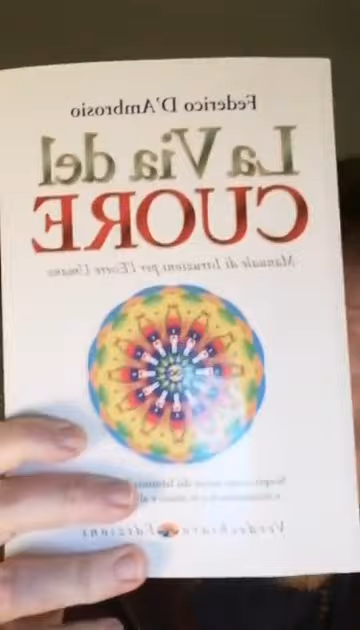 Federico D'Ambrosio
La Via del
CUORE
Manuale di Istruzioni per l'Essere Umano
Verdechiaro Edizioni